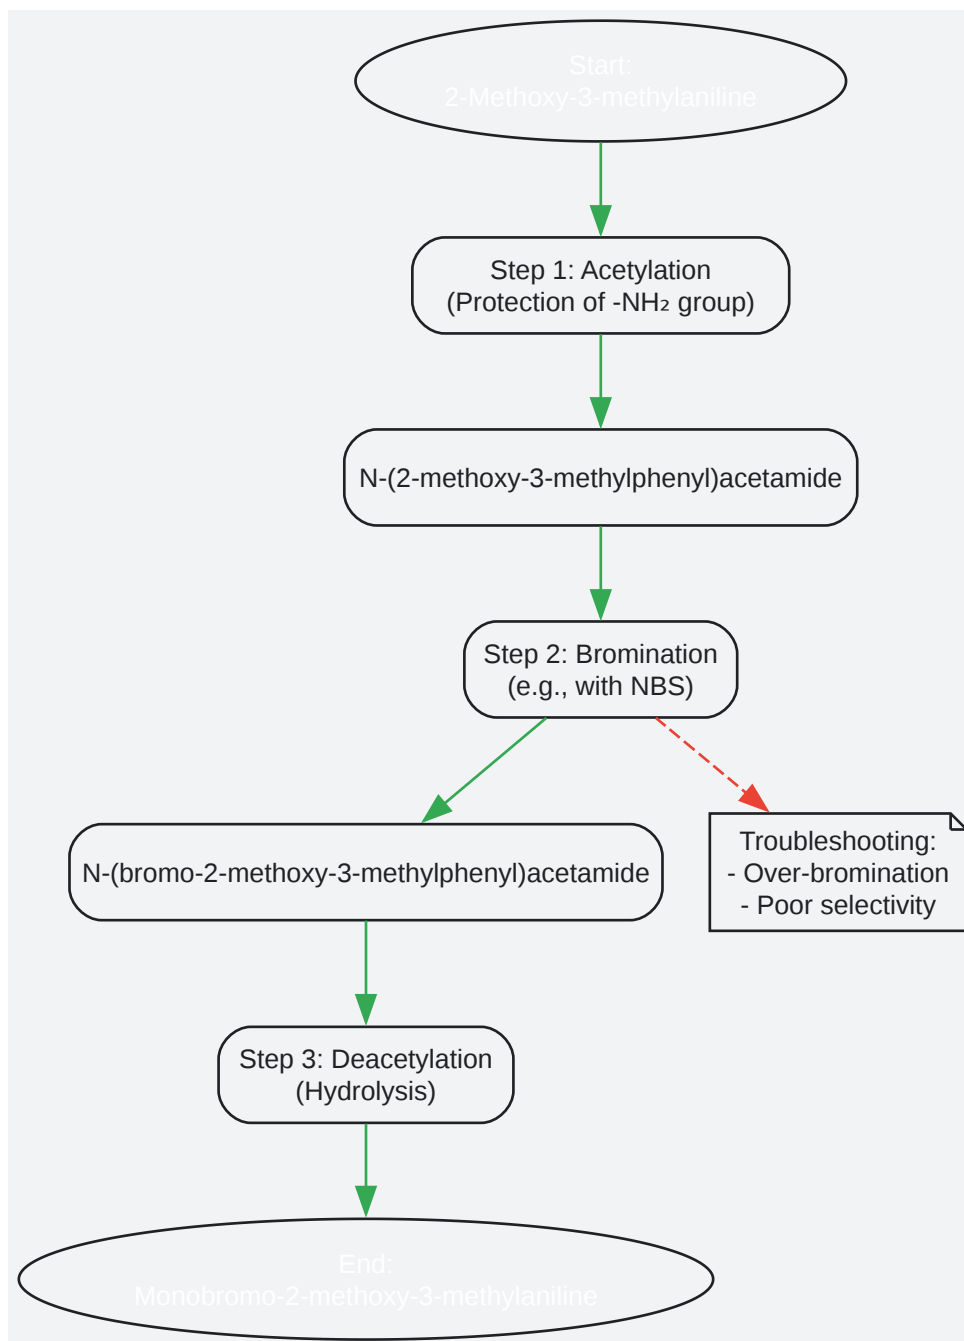 Start:
2-Methoxy-3-methylaniline
Step 1: Acetylation
(Protection of -NH₂ group)
N-(2-methoxy-3-methylphenyl)acetamide
Step 2: Bromination
(e.g., with NBS)
N-(bromo-2-methoxy-3-methylphenyl)acetamide
Troubleshooting:
- Over-bromination
- Poor selectivity
Step 3: Deacetylation
(Hydrolysis)
End:
Monobromo-2-methoxy-3-methylaniline